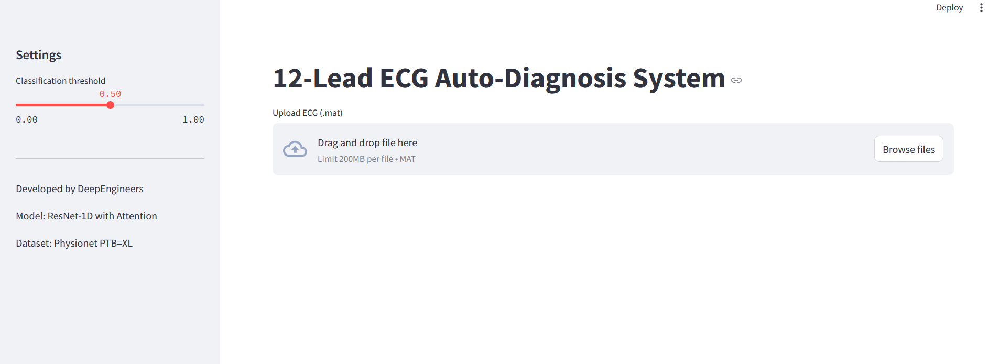 Deploy
Settings
Classification threshold
0.50
0.00 1.00
Developed by DeepEngineers
Model: ResNet-1D with Attention
Dataset: Physionet PTB=XL
12-Lead ECG Auto-Diagnosis System
Upload ECG (.mat)
Drag and drop file here
Limit 200MB per file • MAT
Browse files